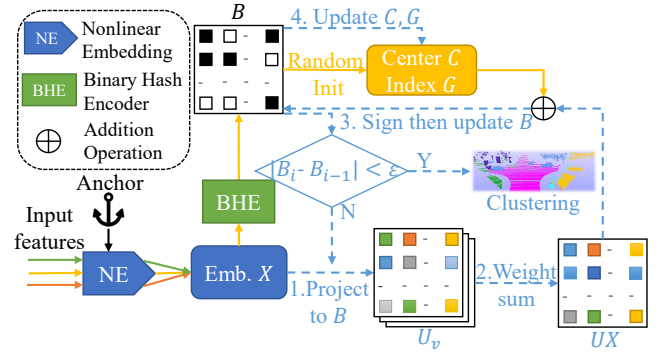 NE Nonlinear
Embedding
BHE Binary Hash
Encoder
Addition
Operation
B
4. Update C, G
Random
Init
Center C
Index G
3. Sign then update B
|B_i- B_{i-1}| < ε
Y
N
Clustering
Anchor
Input
features
NE
BHE
Emb. X
1.Project
to B
U_v
2.Weight
sum
UX